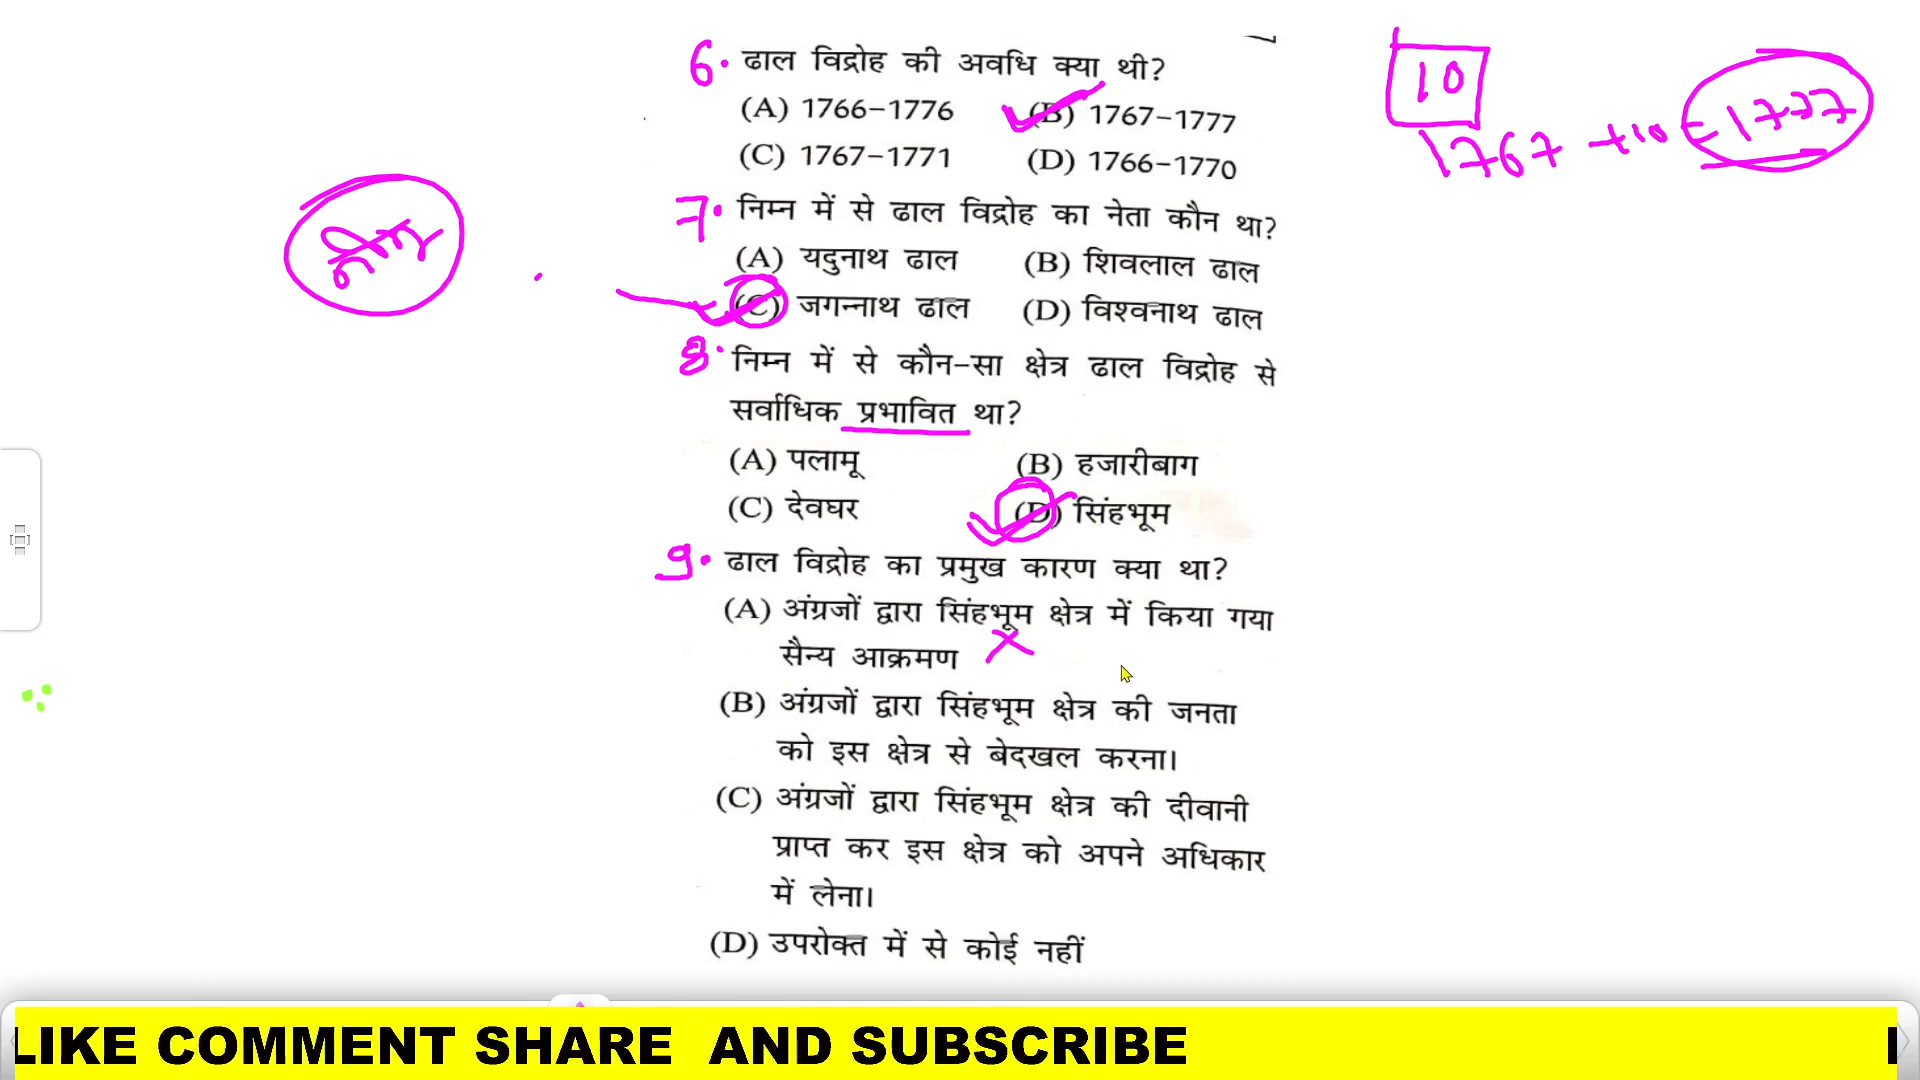 6. ढाल विद्रोह की अवधि क्या थी?
(A) 1766-1776 (B) 1767-1777
(C) 1767-1771 (D) 1766-1770
10
1767 +10 = 1777
7. निम्न में से ढाल विद्रोह का नेता कौन था?
(A) यदुनाथ ढाल (B) शिवलाल ढाल
(C) जगन्नाथ ढाल (D) विश्वनाथ ढाल
8. निम्न में से कौन-सा क्षेत्र ढाल विद्रोह से
सर्वाधिक प्रभावित था?
(A) पलामू (B) हजारीबाग
(C) देवघर (D) सिंहभूम
9. ढाल विद्रोह का प्रमुख कारण क्या था?
(A) अंग्रजों द्वारा सिंहभूम क्षेत्र में किया गया
सैन्य आक्रमण
(B) अंग्रजों द्वारा सिंहभूम क्षेत्र की जनता
को इस क्षेत्र से बेदखल करना।
(C) अंग्रजों द्वारा सिंहभूम क्षेत्र की दीवानी
प्राप्त कर इस क्षेत्र को अपने अधिकार
में लेना।
(D) उपरोक्त में से कोई नहीं
LIKE COMMENT SHARE AND SUBSCRIBE